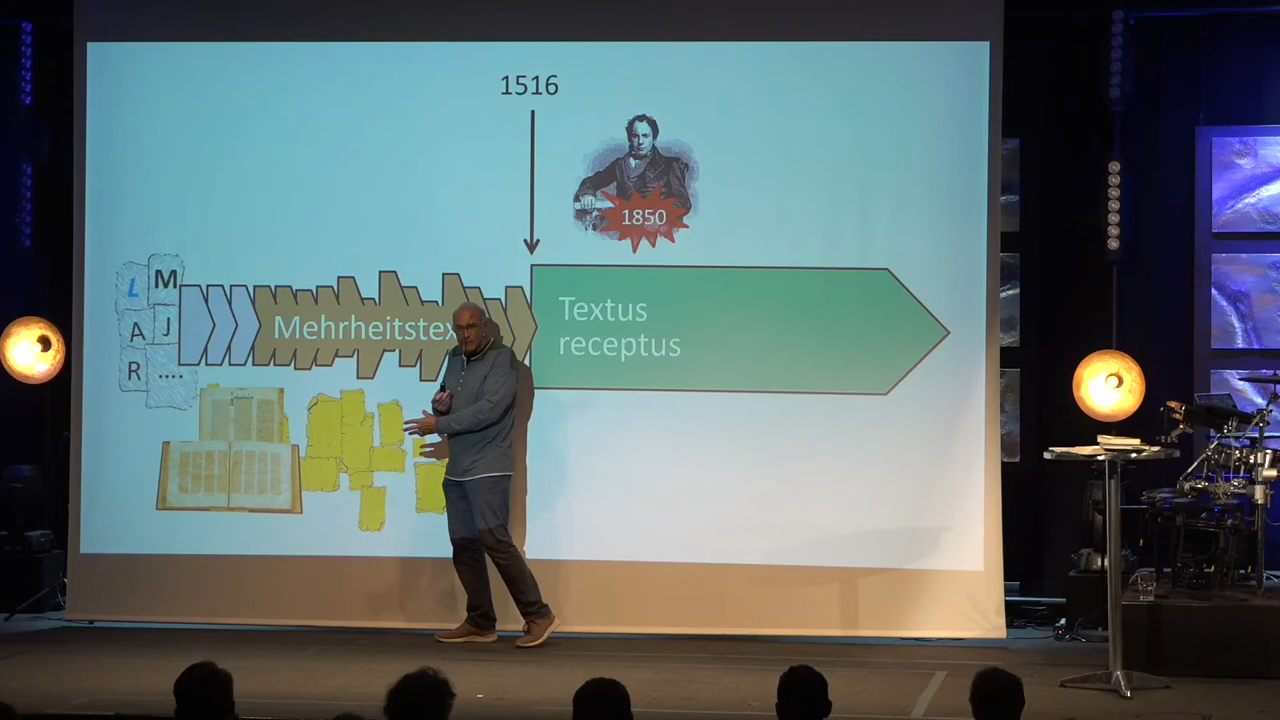 1516
1850
L
M
A
J
R
....
Mehrheitstex
Textus
receptus